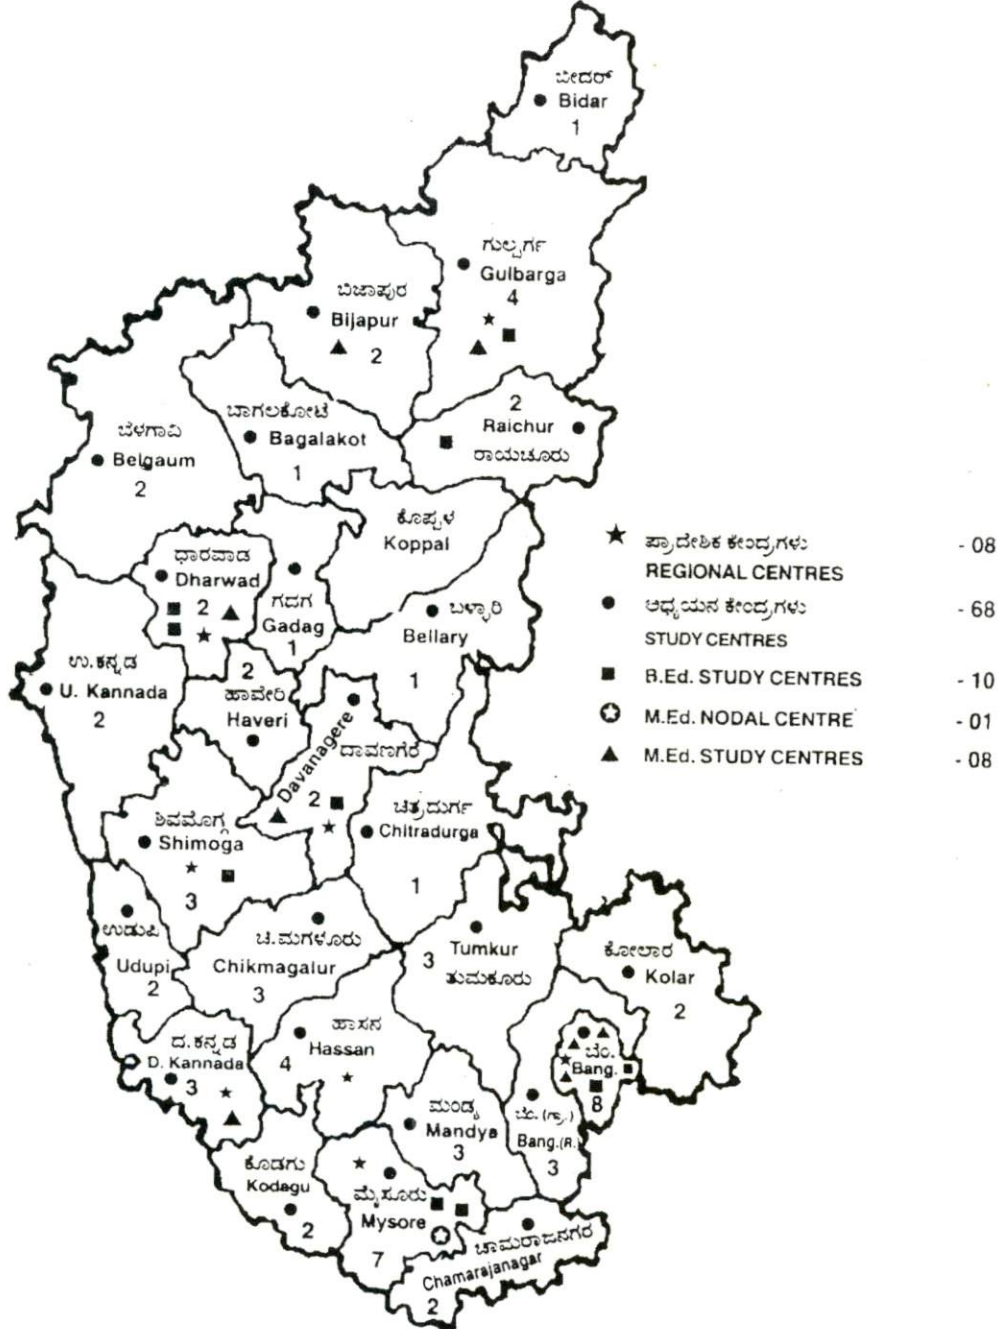 ಬೀದರ್
Bidar
1
ಗುಲ್ಬರ್ಗ
Gulbarga
4
ಬಿಜಾಪುರ
Bijapur
2
2
Raichur
ರಾಯಚೂರು
ಬಾಗಲಕೋಟೆ
Bagalakot
1
ಬೆಳಗಾವಿ
Belgaum
2
ಕೊಪ್ಪಳ
Koppal
ಧಾರವಾಡ
Dharwad
2
ಗದಗ
Gadag
1
ಬಳ್ಳಾರಿ
Bellary
1
ಉ.ಕನ್ನಡ
U. Kannada
2
2
ಹಾವೇರಿ
Haveri
Davanagere
ದಾವಣಗೆರೆ
2
ಶಿವಮೊಗ್ಗ
Shimoga
3
ಚಿತ್ರದುರ್ಗ
Chitradurga
1
ಉಡುಪಿ
Udupi
2
ಚಿ.ಮಗಳೂರು
Chikmagalur
3
3 Tumkur
ತುಮಕೂರು
ಕೋಲಾರ
Kolar
2
ದ.ಕನ್ನಡ
D. Kannada
3
ಹಾಸನ
Hassan
4
ಬೆಂ.
Bang.
8
ಮಂಡ್ಯ
Mandya
3
ಬೆಂ.(ಗ್ರಾ.)
Bang.(R.)
3
ಕೊಡಗು
Kodagu
2
ಮೈಸೂರು
Mysore
7
ಚಾಮರಾಜನಗರ
Chamarajanagar
2
★ ಪ್ರಾದೇಶಿಕ ಕೇಂದ್ರಗಳು - 08
REGIONAL CENTRES
● ಅಧ್ಯಯನ ಕೇಂದ್ರಗಳು - 68
STUDY CENTRES
■ B.Ed. STUDY CENTRES - 10
✪ M.Ed. NODAL CENTRE - 01
▲ M.Ed. STUDY CENTRES - 08